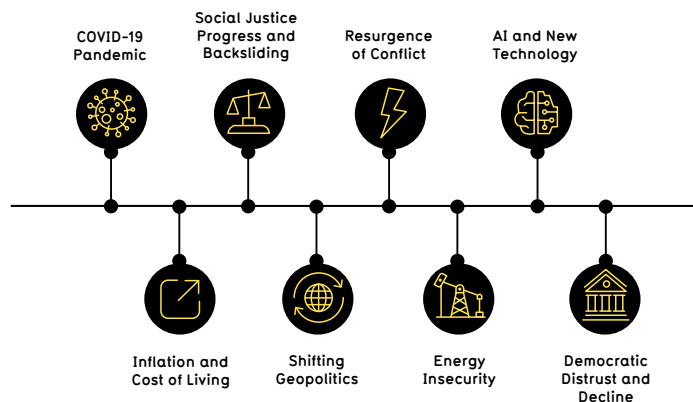 COVID-19
Pandemic
Social Justice
Progress and
Backsliding
Resurgence
of Conflict
AI and New
Technology
Inflation and
Cost of Living
Shifting
Geopolitics
Energy
Insecurity
Democratic
Distrust and
Decline